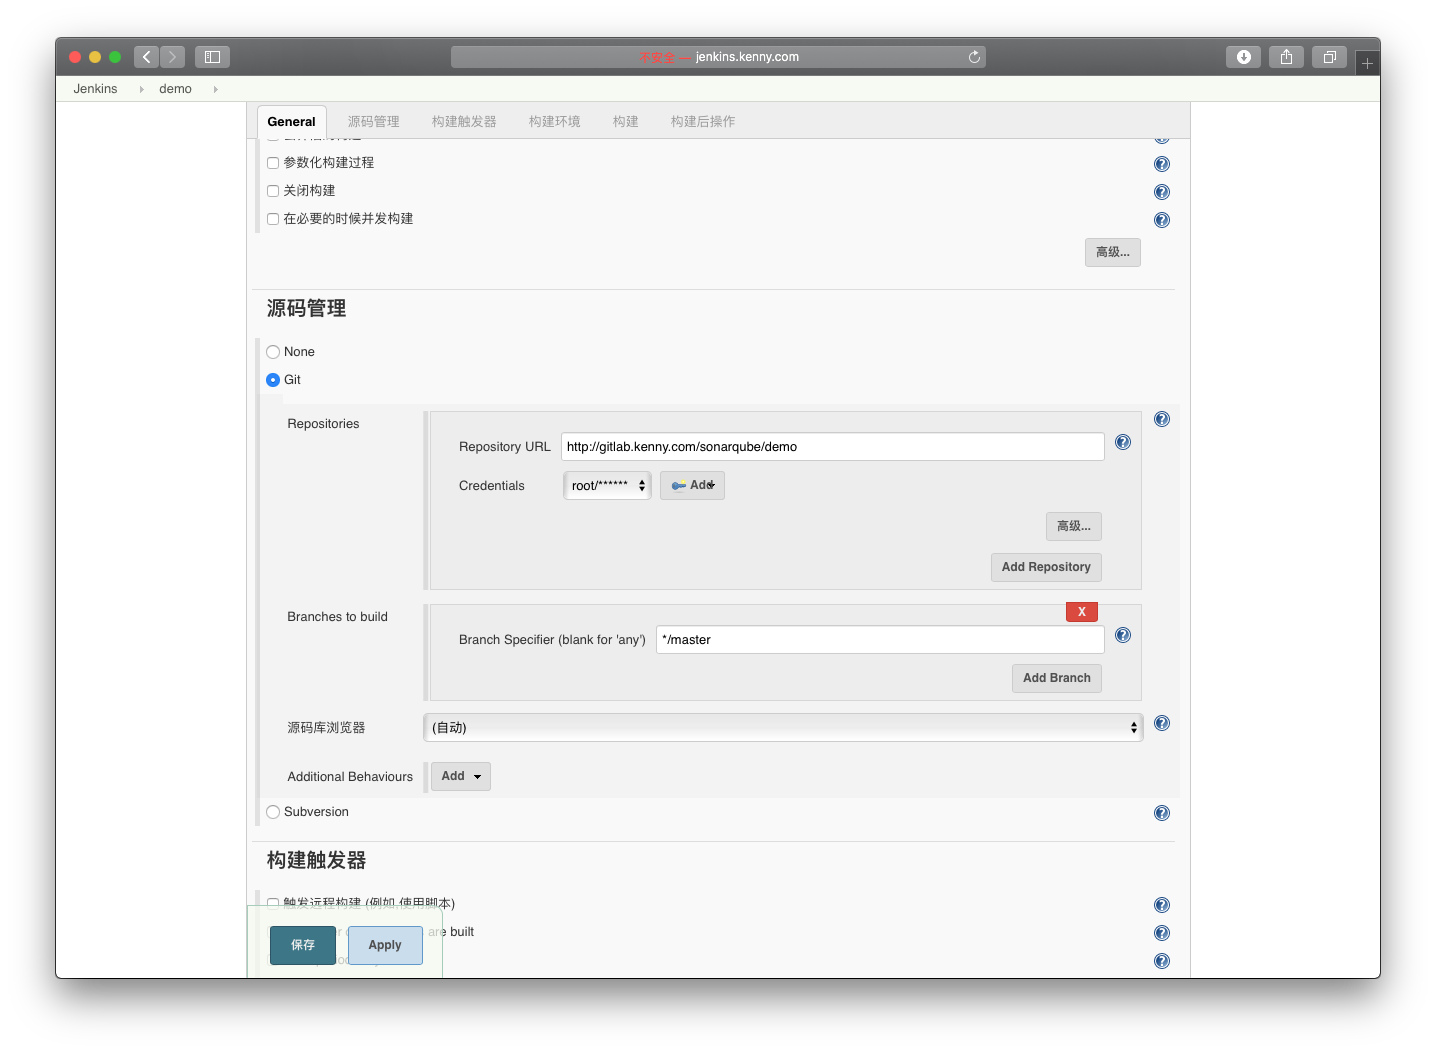 不安全 — jenkins.kenny.com
Jenkins demo
General 源码管理 构建触发器 构建环境 构建 构建后操作
参数化构建过程
关闭构建
在必要的时候并发构建
高级...
源码管理
None
Git
Repositories
Repository URL http://gitlab.kenny.com/sonarqube/demo
Credentials root/****** Add
高级...
Add Repository
Branches to build
X
Branch Specifier (blank for 'any') */master
Add Branch
源码库浏览器 (自动)
Additional Behaviours Add
Subversion
构建触发器
触发远程构建 (例如,使用脚本)
are built
保存 Apply